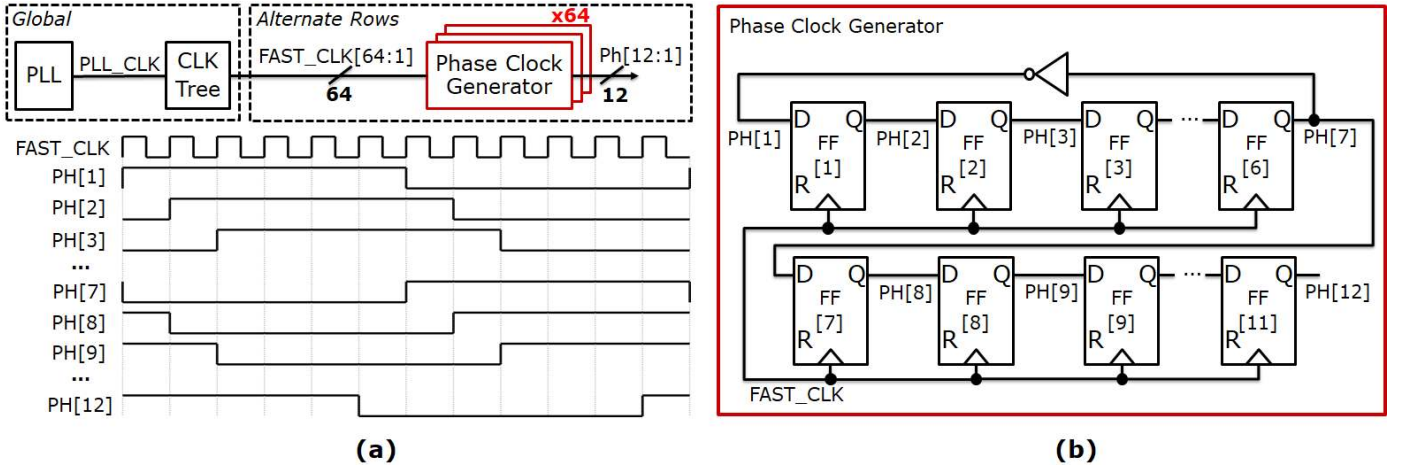 Global
PLL
PLL_CLK
CLK
Tree
Alternate Rows
FAST_CLK[64:1]
64
x64
Phase Clock
Generator
Ph[12:1]
12
FAST_CLK
PH[1]
PH[2]
PH[3]
...
PH[7]
PH[8]
PH[9]
...
PH[12]
(a)
Phase Clock Generator
PH[1]
D Q
FF
[1]
R
PH[2]
D Q
FF
[2]
R
PH[3]
D Q
FF
[3]
R
...
D Q
FF
[6]
R
PH[7]
D Q
FF
[7]
R
PH[8]
D Q
FF
[8]
R
PH[9]
D Q
FF
[9]
R
...
D Q
FF
[11]
R
PH[12]
FAST_CLK
(b)